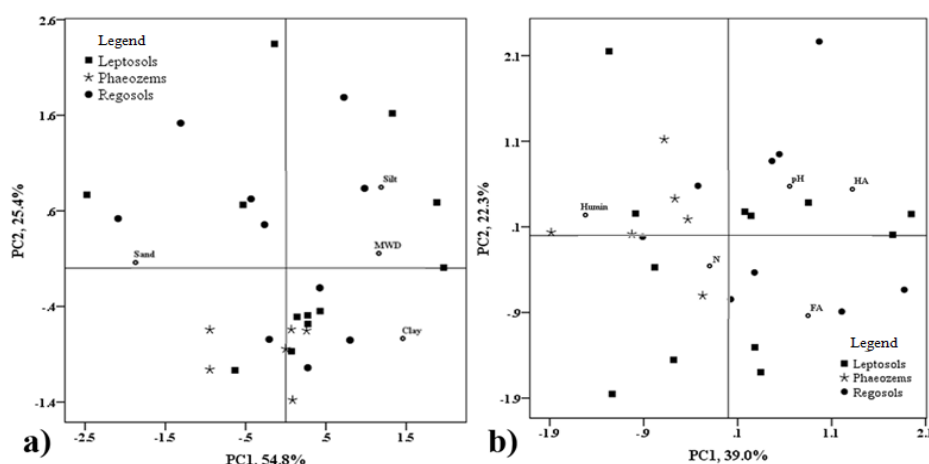 2.6
1.6
.6
-.4
-1.4
PC2, 25.4%
Legend
Leptosols
Phaeozems
Regosols
Silt
MWD
Sand
Clay
-2.5
-1.5
-.5
.5
1.5
PC1, 54.8%
a)
2.1
1.1
.1
-.9
-1.9
PC2, 22.3%
pH
HA
Humin
N
FA
Legend
Leptosols
Phaeozems
Regosols
-1.9
-.9
.1
1.1
2.1
PC1, 39.0%
b)